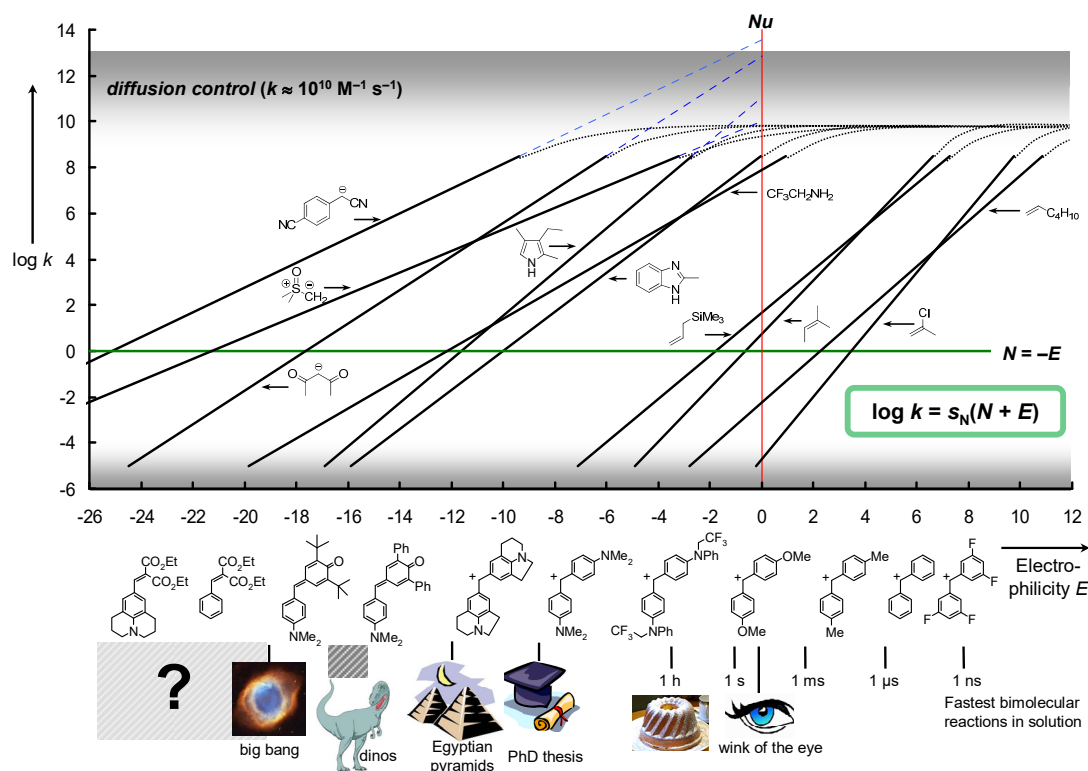 Nu
14
12
10
8
6
4
2
0
-2
-4
-6
log k
diffusion control (k ≈ 10¹⁰ M⁻¹ s⁻¹)
NC
⊖
CN
CF₃CH₂NH₂
C₄H₁₀
N
H
N
N
H
O
⊕
S
⊖
CH₂
SiMe₃
Cl
N = –E
O
⊖
O
log k = sN(N + E)
-26 -24 -22 -20 -18 -16 -14 -12 -10 -8 -6 -4 -2 0 2 4 6 8 10 12
CO₂Et
CO₂Et
N
CO₂Et
CO₂Et
O
NMe₂
Ph
O
Ph
NMe₂
N
+
N
NMe₂
+
NMe₂
CF₃
NPh
+
CF₃
NPh
OMe
+
OMe
Me
+
Me
+
F
F
+
F
F
Electro-
philicity E
?
1 h
1 s
1 ms
1 µs
1 ns
big bang
dinos
Egyptian
pyramids
PhD thesis
wink of the eye
Fastest bimolecular
reactions in solution